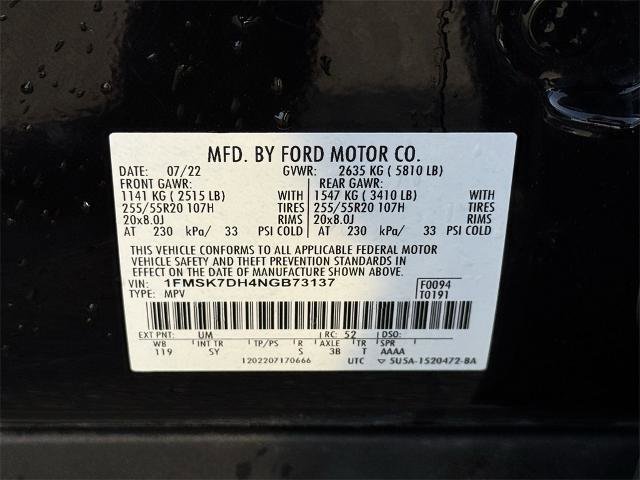 MFD. BY FORD MOTOR CO.
DATE: 07/22 GVWR: 2635 KG ( 5810 LB)
FRONT GAWR: REAR GAWR:
1141 KG ( 2515 LB) WITH 1547 KG ( 3410 LB) WITH
255/55R20 107H TIRES 255/55R20 107H TIRES
20x8.0J RIMS 20x8.0J RIMS
AT 230 kPa/ 33 PSI COLD AT 230 kPa/ 33 PSI COLD
THIS VEHICLE CONFORMS TO ALL APPLICABLE FEDERAL MOTOR
VEHICLE SAFETY AND THEFT PREVENTION STANDARDS IN
EFFECT ON THE DATE OF MANUFACTURE SHOWN ABOVE.
VIN: 1FMSK7DH4NGB73137 F0094
TYPE: MPV T0191
EXT PNT: UM RC: 52 DSO:
WB INT TR TP/PS R AXLE TR SPR
119 SY S 3B T AAAA
1202207170666 UTC ▽ 5U5A-1520472-BA